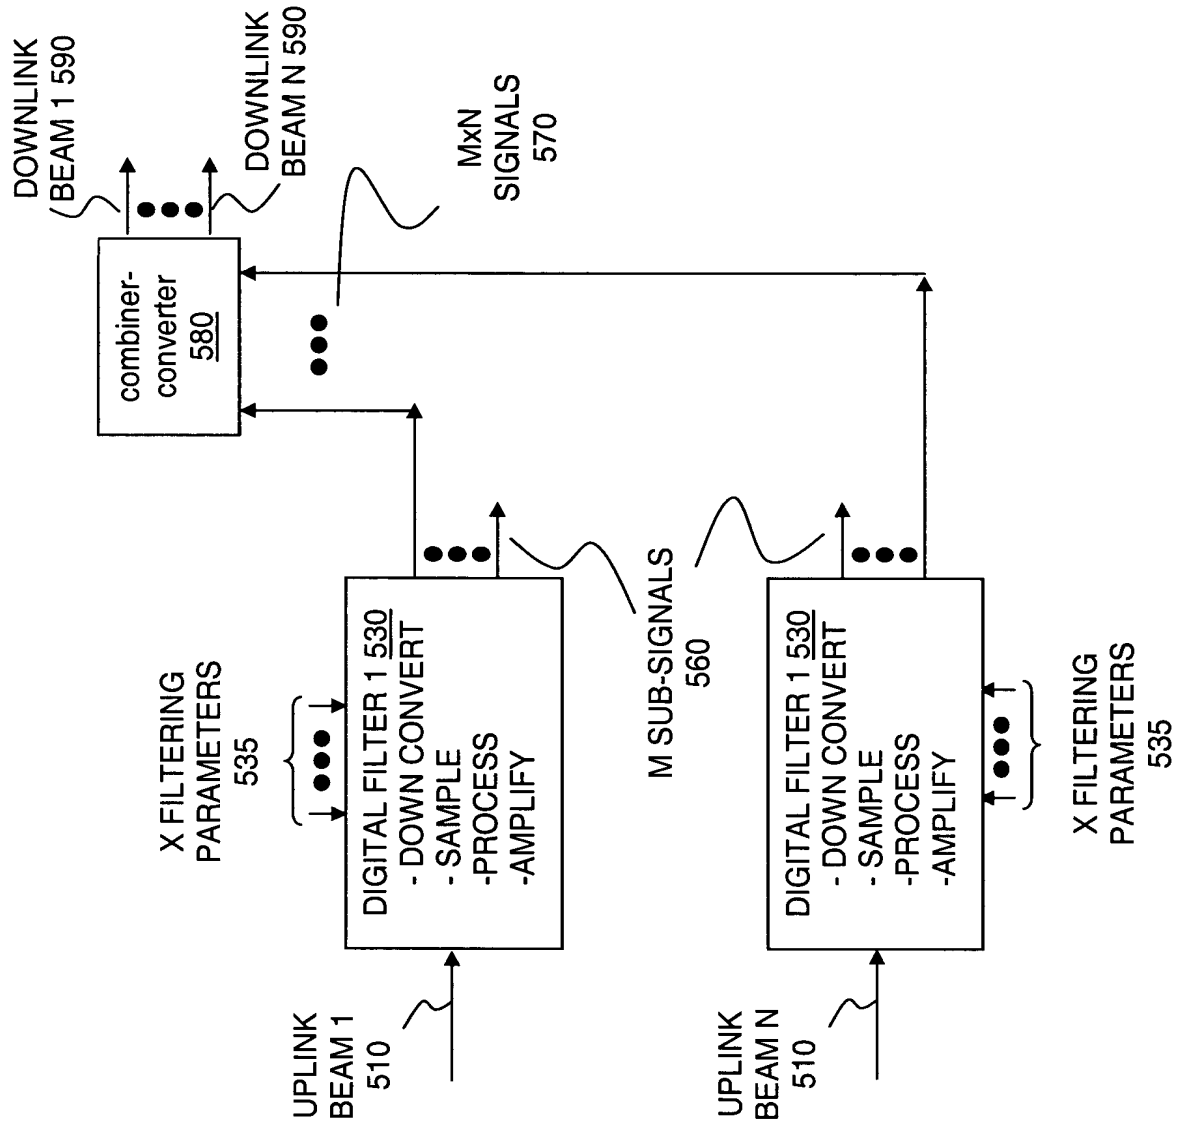 UPLINK
BEAM 1
510
X FILTERING
PARAMETERS
535
DIGITAL FILTER 1 530
- DOWN CONVERT
- SAMPLE
-PROCESS
-AMPLIFY
UPLINK
BEAM N
510
DIGITAL FILTER 1 530
- DOWN CONVERT
- SAMPLE
-PROCESS
-AMPLIFY
X FILTERING
PARAMETERS
535
M SUB-SIGNALS
560
combiner-
converter
580
MxN
SIGNALS
570
DOWNLINK
BEAM 1 590
DOWNLINK
BEAM N 590